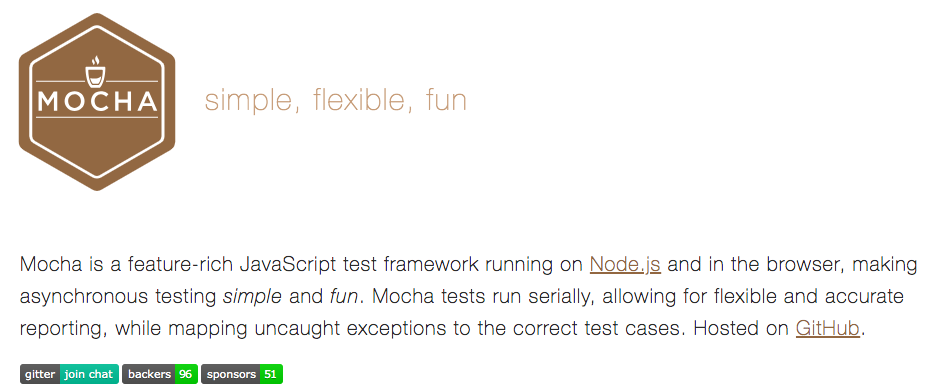 MOCHA
simple, flexible, fun
Mocha is a feature-rich JavaScript test framework running on Node.js and in the browser, making
asynchronous testing simple and fun. Mocha tests run serially, allowing for flexible and accurate
reporting, while mapping uncaught exceptions to the correct test cases. Hosted on GitHub.
gitter join chat backers 96 sponsors 51